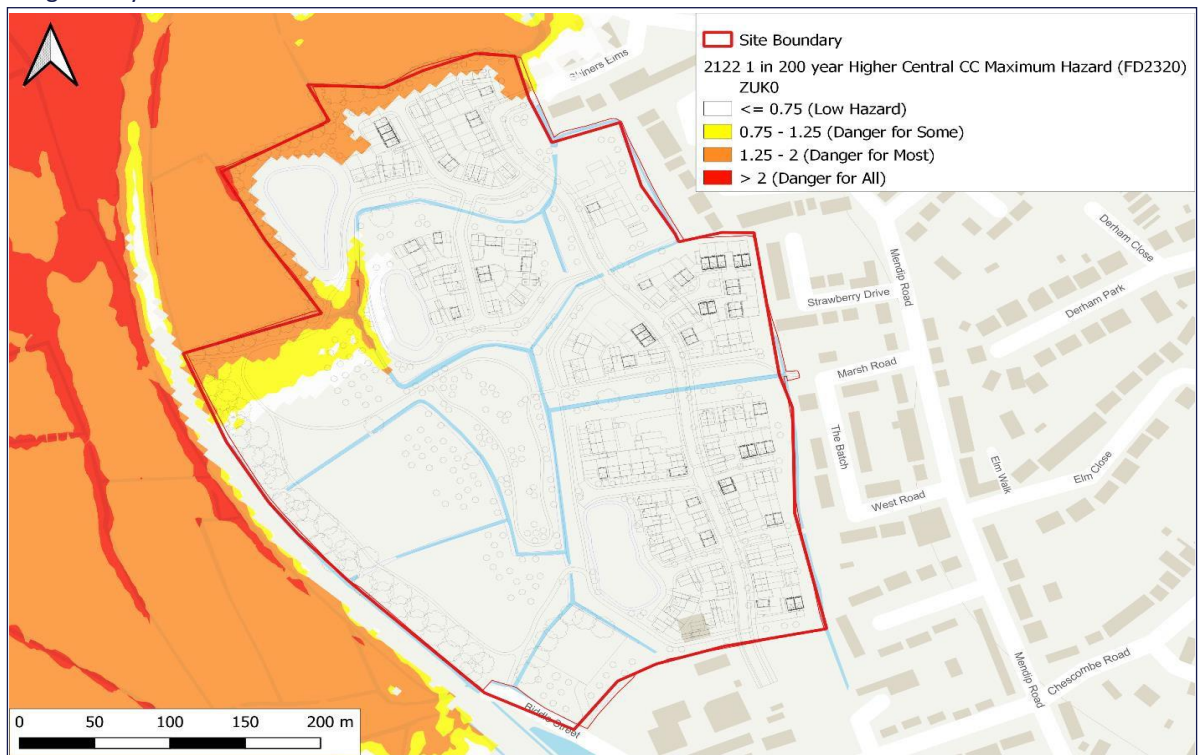 Site Boundary
2122 1 in 200 year Higher Central CC Maximum Hazard (FD2320)
ZUK0
<= 0.75 (Low Hazard)
0.75 - 1.25 (Danger for Some)
1.25 - 2 (Danger for Most)
> 2 (Danger for All)
Elms
Mendip Road
Derham Close
Derham Park
Strawberry Drive
Marsh Road
The Batch
Elm Walk
Elm Close
West Road
Mendip Road
Chescombe Road
Biddle Street
0 50 100 150 200 m